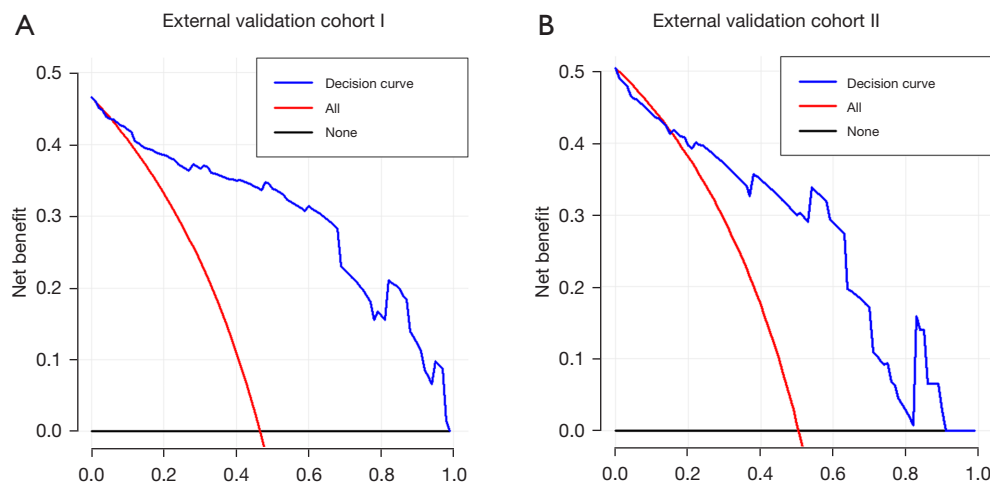 A
External validation cohort I
Decision curve
All
None
Net benefit
0.5
0.4
0.3
0.2
0.1
0.0
0.0 0.2 0.4 0.6 0.8 1.0
B
External validation cohort II
Decision curve
All
None
Net benefit
0.5
0.4
0.3
0.2
0.1
0.0
0.0 0.2 0.4 0.6 0.8 1.0